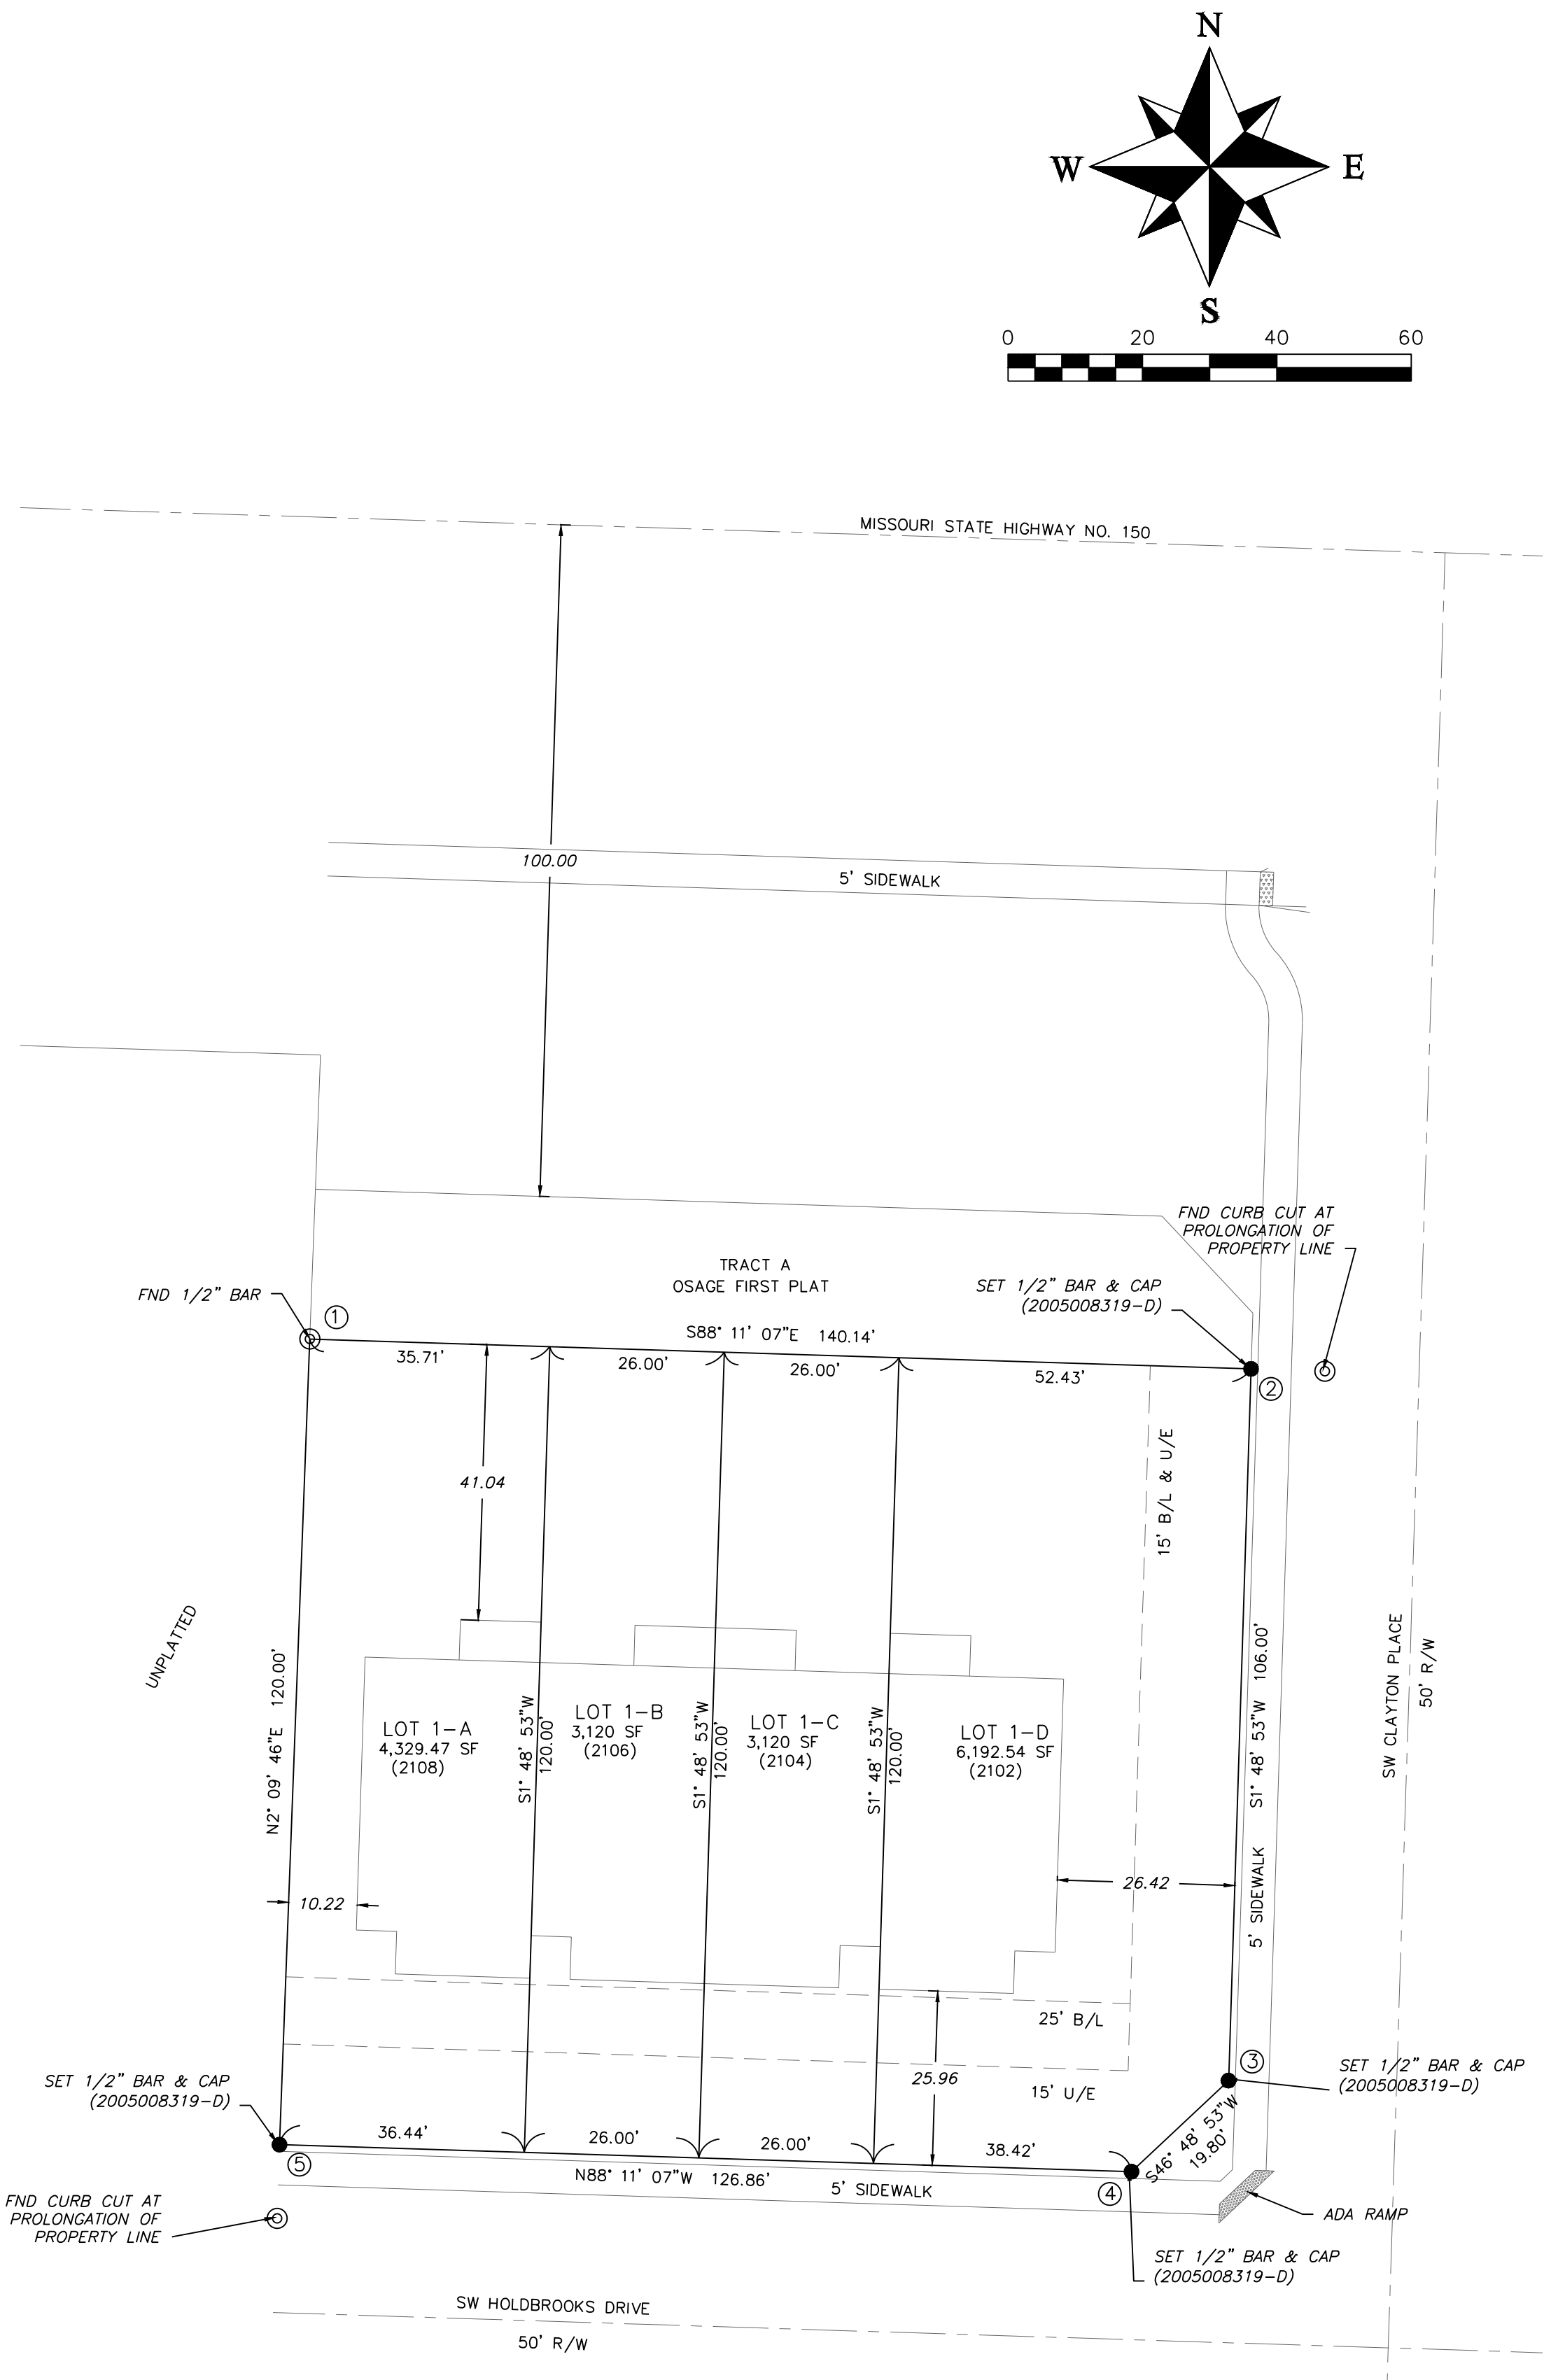 N
W
E
S
0 20 40 60
MISSOURI STATE HIGHWAY NO. 150
100.00
5' SIDEWALK
FND CURB CUT AT
PROLONGATION OF
PROPERTY LINE
TRACT A
OSAGE FIRST PLAT
SET 1/2" BAR & CAP
(2005008319-D)
FND 1/2" BAR
1
S88° 11' 07"E 140.14'
35.71'
26.00'
26.00'
52.43'
2
41.04
15' B/L & U/E
UNPLATTED
N2° 09' 46"E 120.00'
S1° 48' 53"W
120.00'
S1° 48' 53"W
120.00'
S1° 48' 53"W
120.00'
S1° 48' 53"W 106.00'
SW CLAYTON PLACE
50' R/W
LOT 1-A
4,329.47 SF
(2108)
LOT 1-B
3,120 SF
(2106)
LOT 1-C
3,120 SF
(2104)
LOT 1-D
6,192.54 SF
(2102)
10.22
26.42
5' SIDEWALK
25' B/L
25.96
15' U/E
3
SET 1/2" BAR & CAP
(2005008319-D)
SET 1/2" BAR & CAP
(2005008319-D)
S46° 48' 53"W
19.80'
36.44'
26.00'
26.00'
38.42'
5
N88° 11' 07"W 126.86'
5' SIDEWALK
4
FND CURB CUT AT
PROLONGATION OF
PROPERTY LINE
ADA RAMP
SET 1/2" BAR & CAP
(2005008319-D)
SW HOLDBROOKS DRIVE
50' R/W